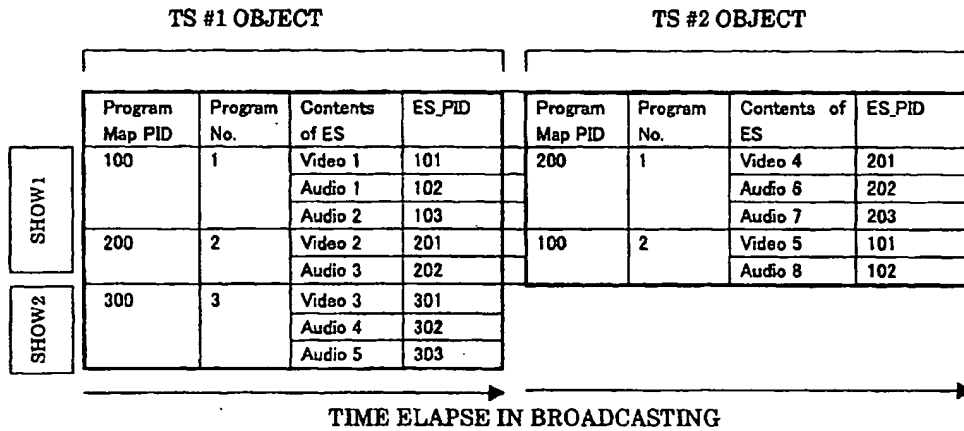 TS #1 OBJECT TS #2 OBJECT
Program Map PID Program No. Contents of ES ES_PID Program Map PID Program No. Contents of ES ES_PID
SHOW1
100 1 Video 1 101 200 1 Video 4 201
Audio 1 102 Audio 6 202
Audio 2 103 Audio 7 203
200 2 Video 2 201 100 2 Video 5 101
Audio 3 202 Audio 8 102
SHOW2
300 3 Video 3 301
Audio 4 302
Audio 5 303
TIME ELAPSE IN BROADCASTING